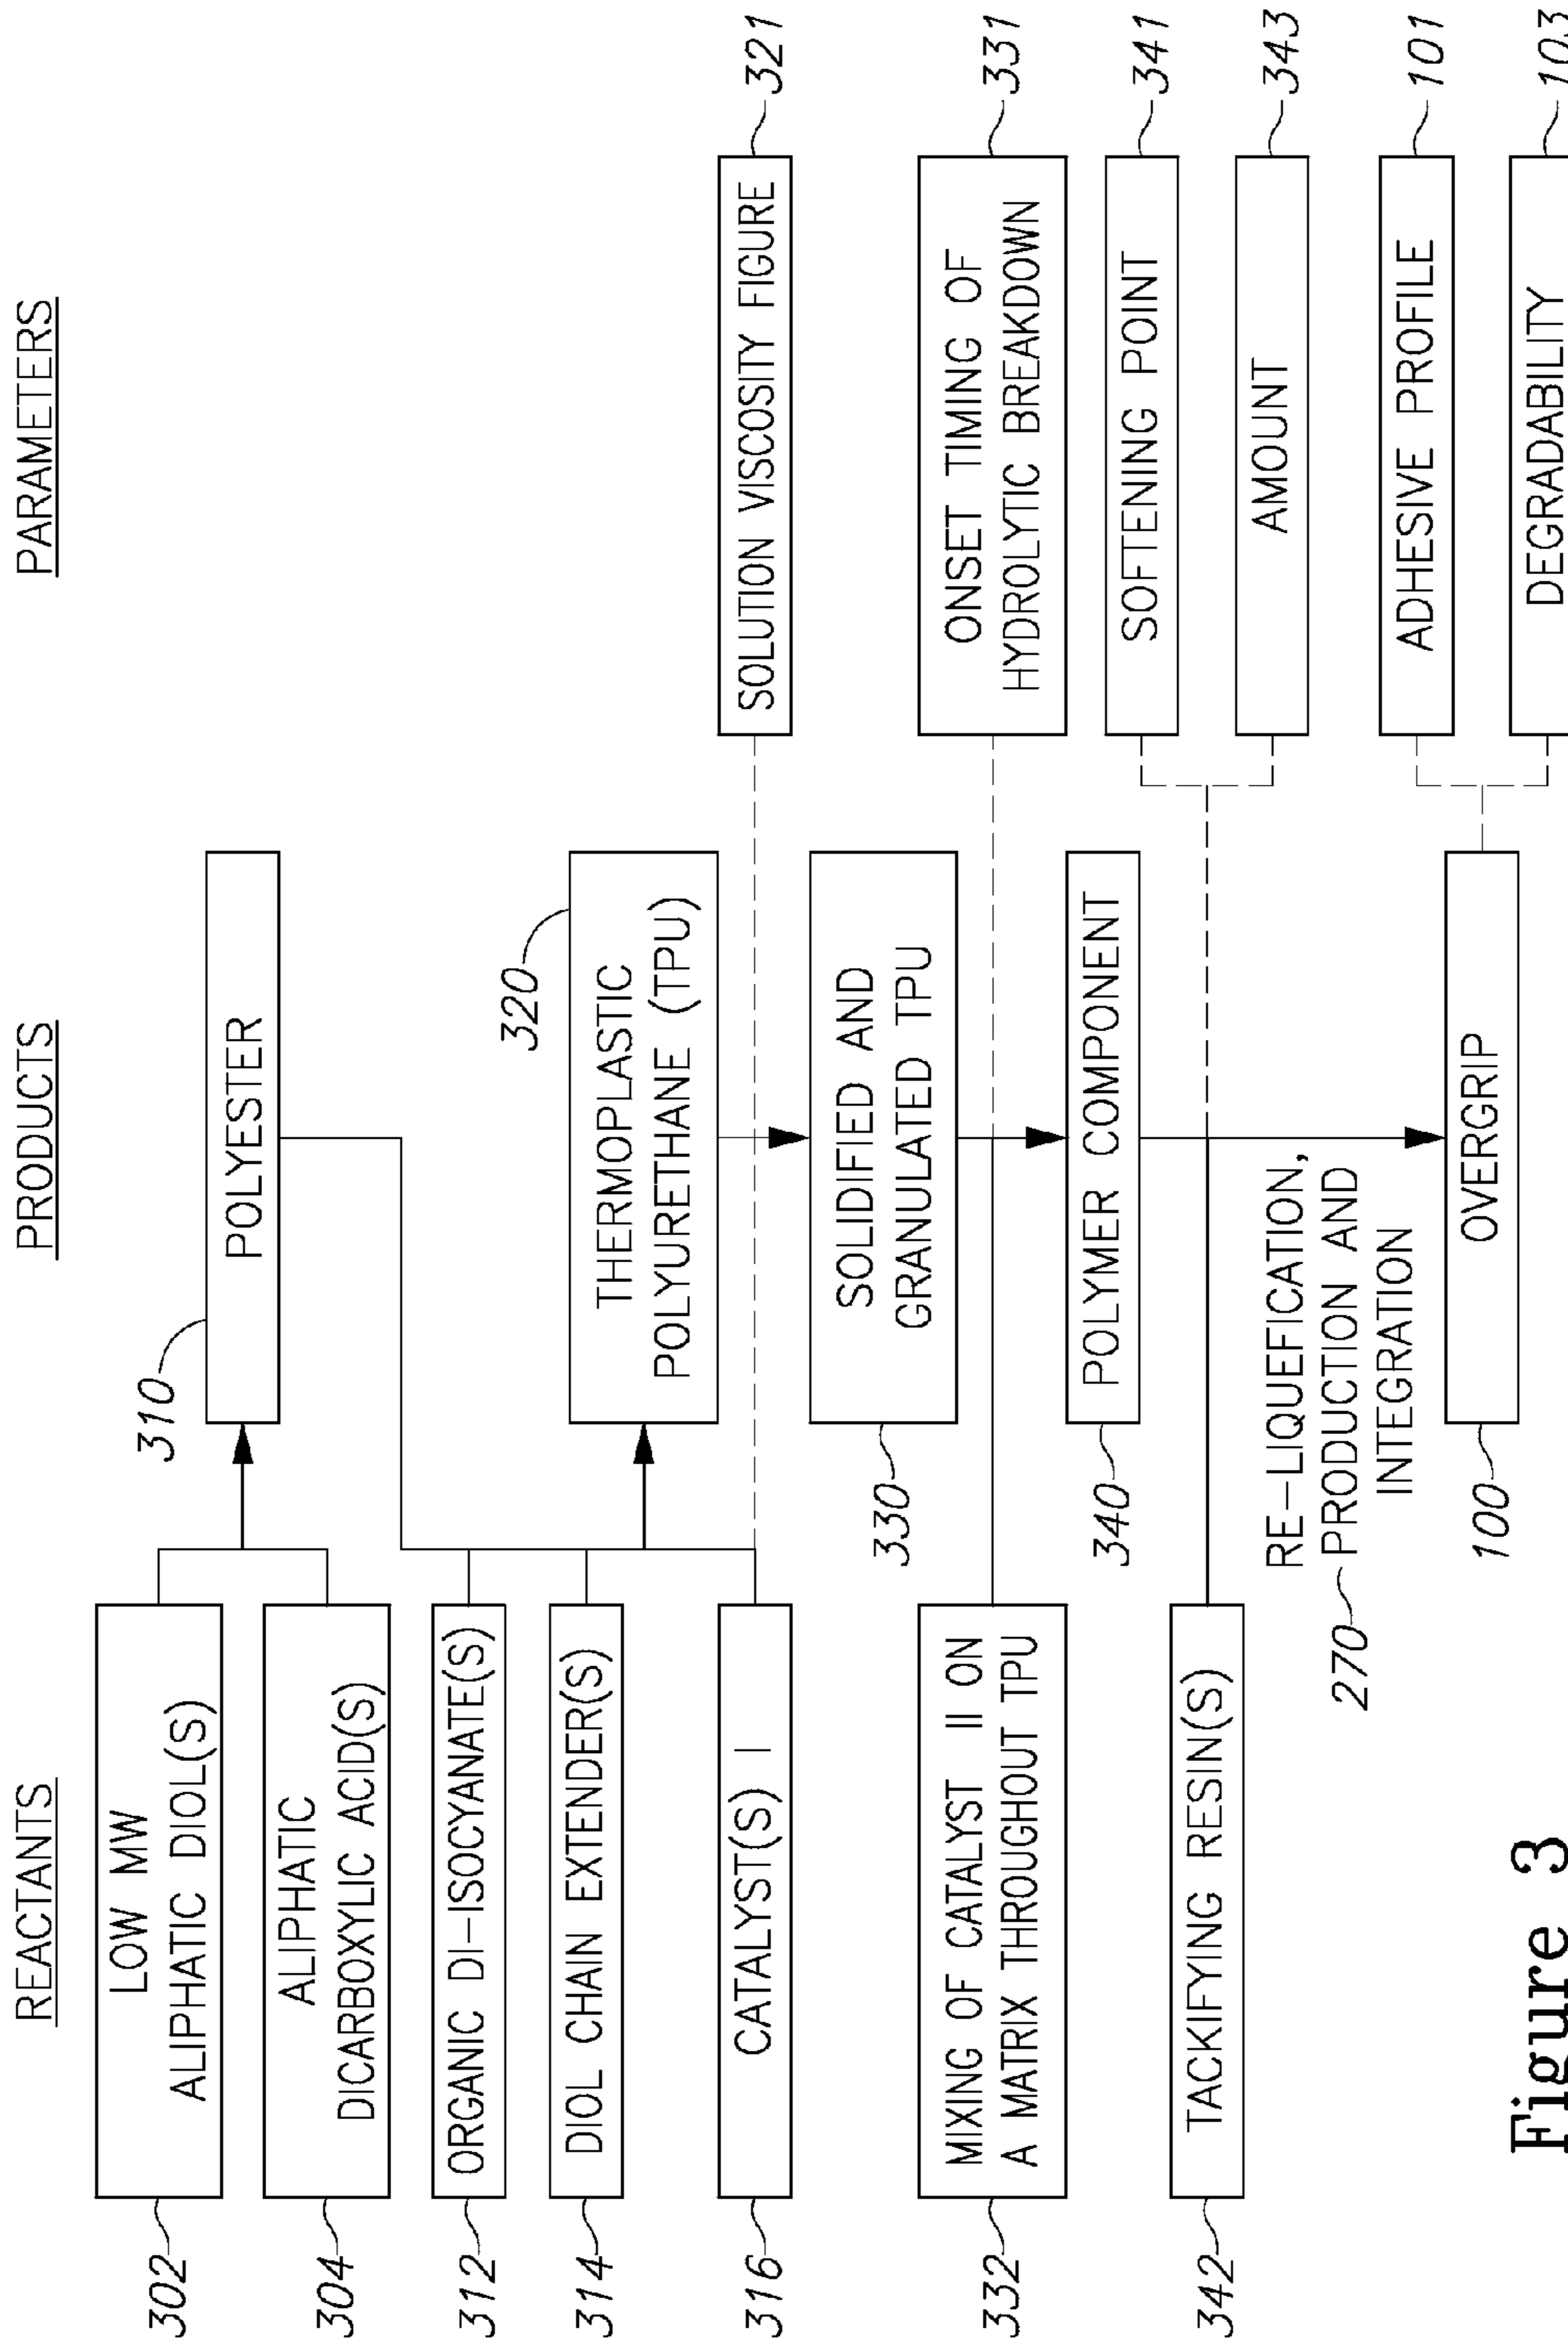 REACTANTS
PRODUCTS
PARAMETERS
302
LOW MW
ALIPHATIC DIOL(S)
310
POLYESTER
304
ALIPHATIC
DICARBOXYLIC ACID(S)
312
ORGANIC DI-ISOCYANATE(S)
314
DIOL CHAIN EXTENDER(S)
320
THERMOPLASTIC
POLYURETHANE (TPU)
316
CATALYST(S) I
SOLUTION VISCOSITY FIGURE
321
330
SOLIDIFIED AND
GRANULATED TPU
332
MIXING OF CATALYST II ON
A MATRIX THROUGHOUT TPU
ONSET TIMING OF
HYDROLYTIC BREAKDOWN
331
340
POLYMER COMPONENT
SOFTENING POINT
341
342
TACKIFYING RESIN(S)
AMOUNT
343
270
RE-LIQUEFICATION,
PRODUCTION AND
INTEGRATION
ADHESIVE PROFILE
101
100
OVERGRIP
DEGRADABILITY
103
Figure 3